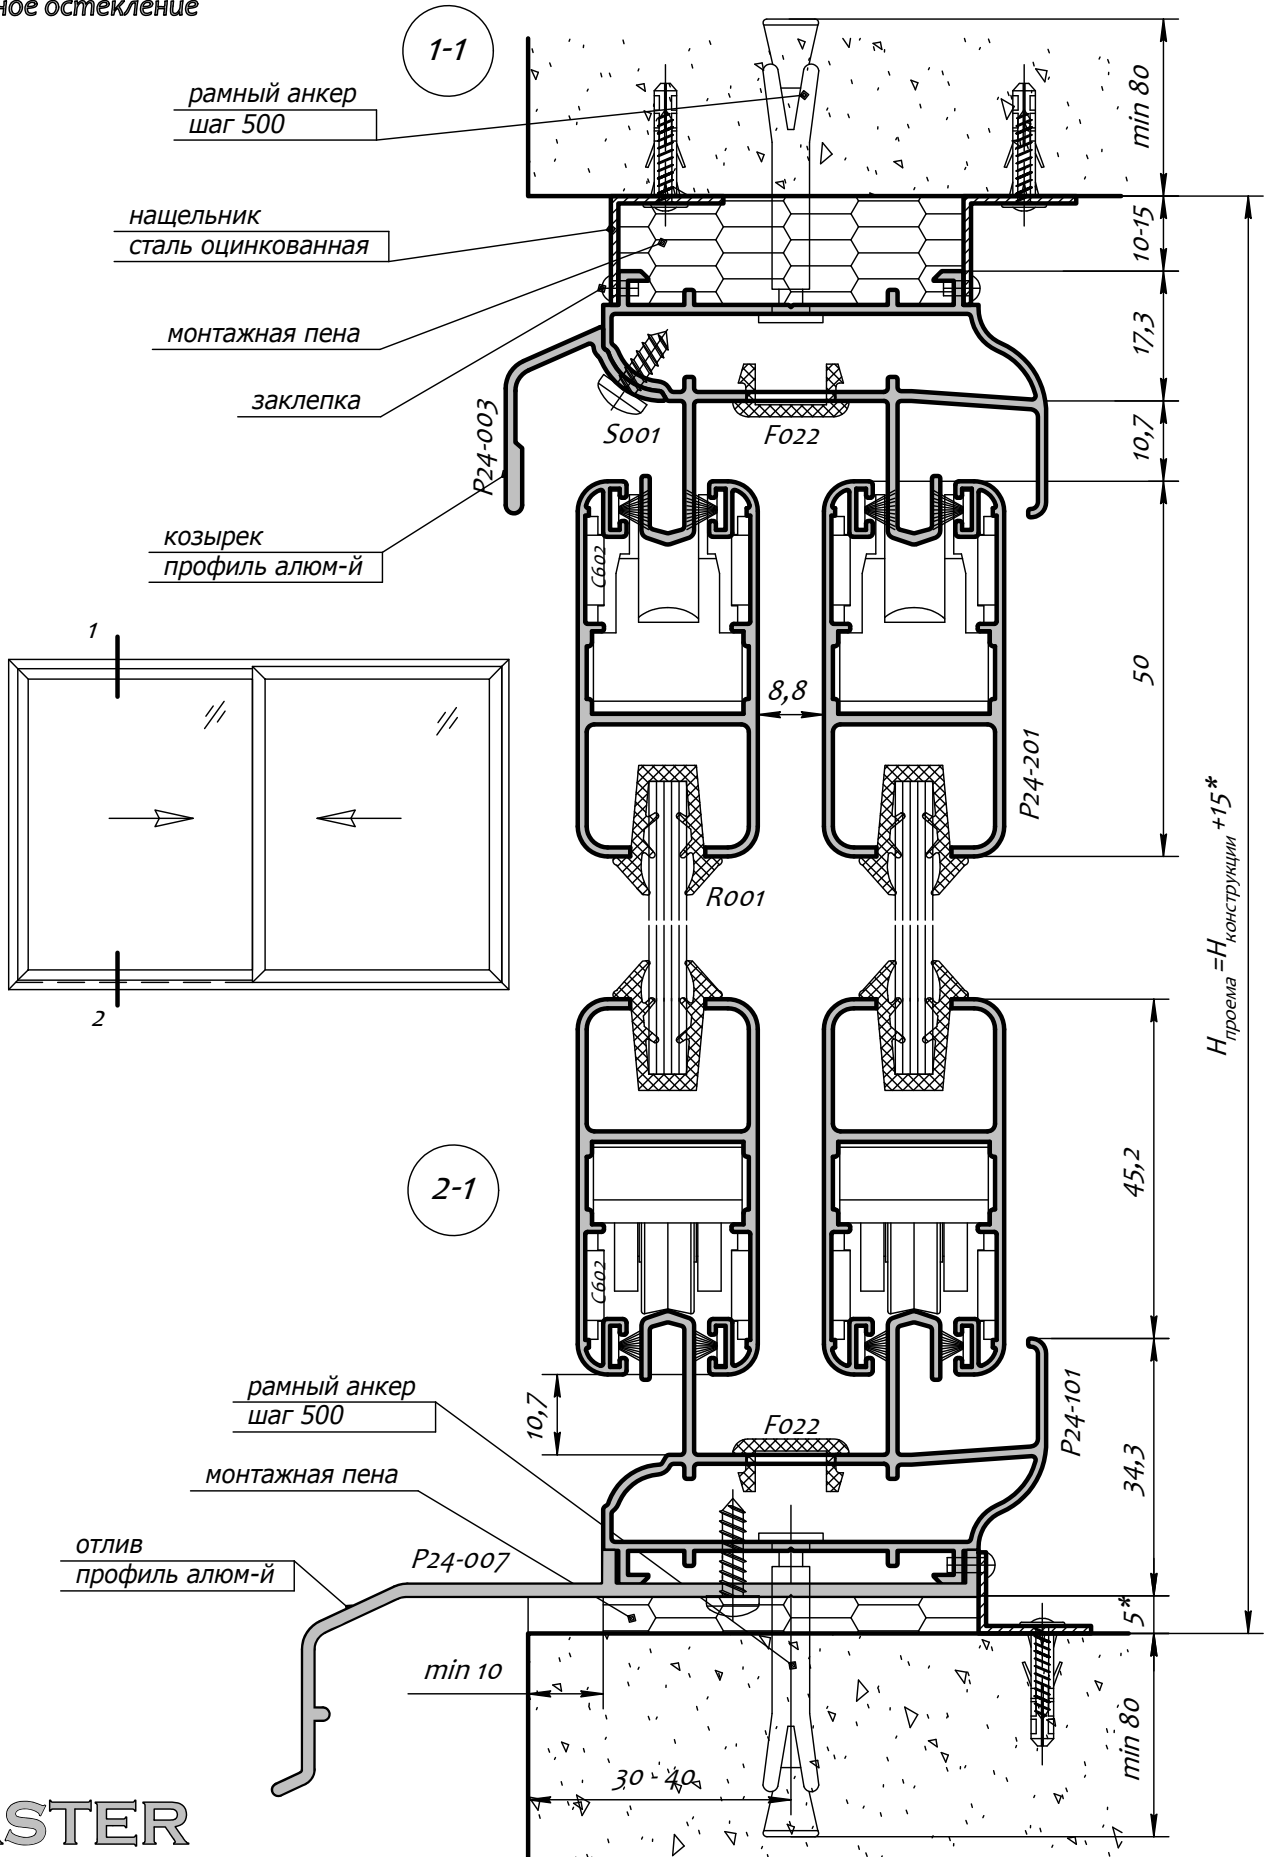 ное остекление
1-1
рамный анкер
шаг 500
min 80
нащельник
сталь оцинкованная
10-15
монтажная пена
17,3
заклепка
P24-003
S001
F022
10,7
козырек
профиль алюм-й
C602
1
8,8
50
P24-201
R001
Hпроема =Hконструкции +15*
2
2-1
45,2
C602
рамный анкер
шаг 500
10,7
F022
P24-101
34,3
монтажная пена
отлив
профиль алюм-й
P24-007
5*
min 10
min 80
30 - 40
STER